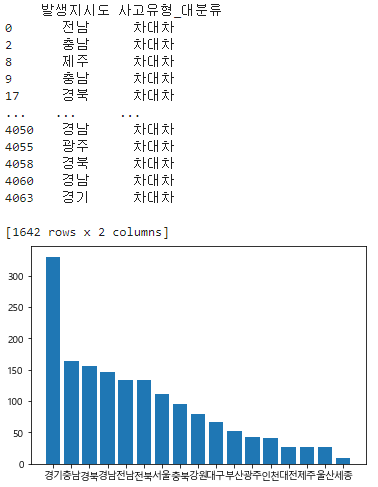 발생지시도 사고유형_대분류
0 전남 차대차
2 충남 차대차
8 제주 차대차
9 충남 차대차
17 경북 차대차
... ... ...
4050 경남 차대차
4055 광주 차대차
4058 경북 차대차
4060 경남 차대차
4063 경기 차대차
[1642 rows x 2 columns]
300
250
200
150
100
50
0
경기 충남 경북 경남 전남 전북 서울 충북 강원 대구 부산 광주 인천 대전 제주 울산 세종